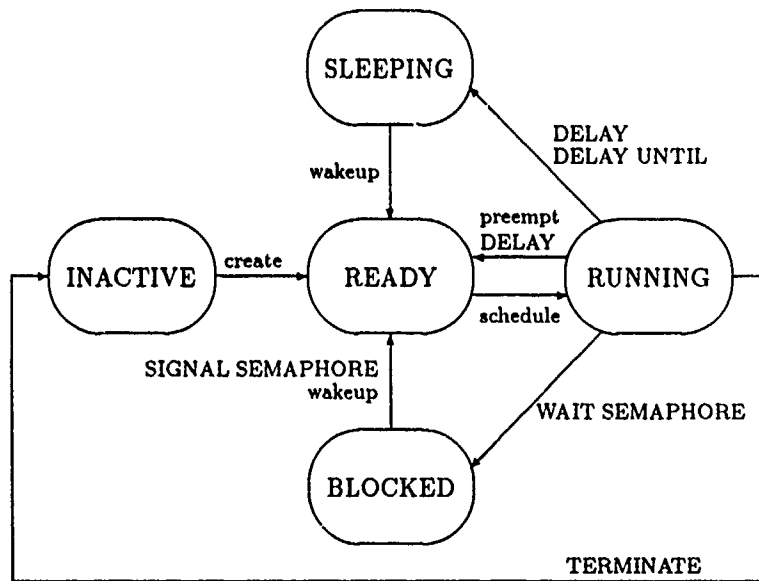 SLEEPING
DELAY
DELAY UNTIL
wakeup
preempt
DELAY
INACTIVE
create
READY
RUNNING
schedule
SIGNAL SEMAPHORE
wakeup
WAIT SEMAPHORE
BLOCKED
TERMINATE